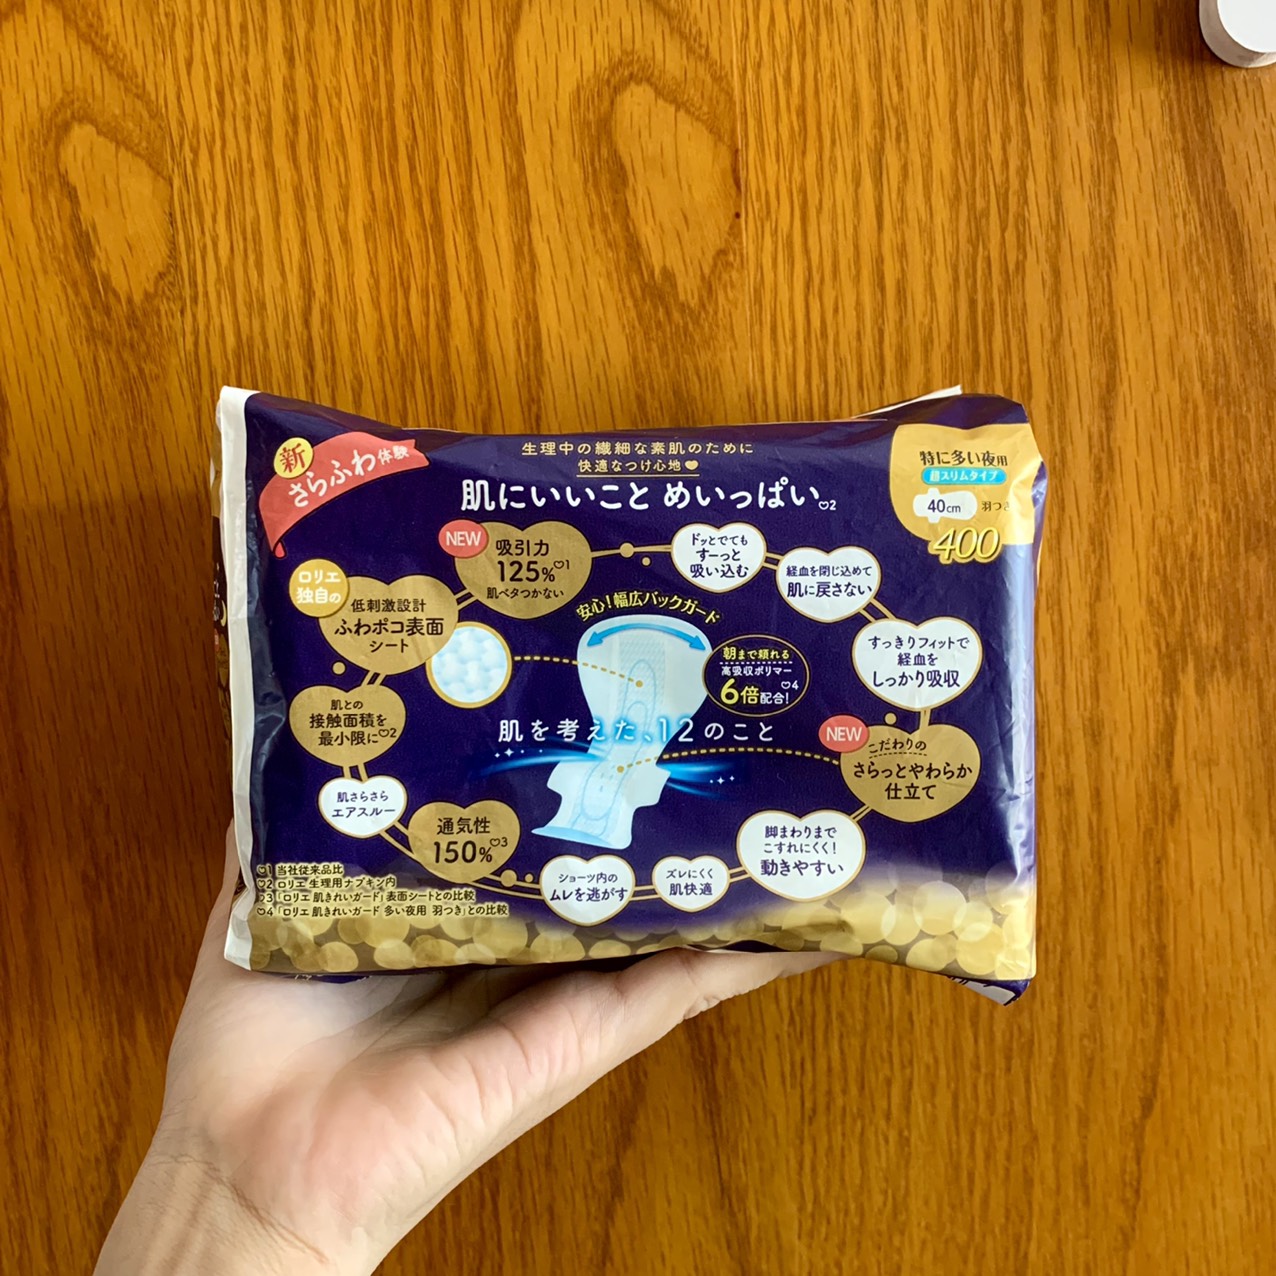 新
さらふわ体験
生理中の繊細な素肌のために
快適なつけ心地♥
肌にいいこと めいっぱい♡2
特に多い夜用
超スリムタイプ
40cm
羽つき
400
NEW
吸引力
125%♡1
肌ベタつかない
ドッとでても
すーっと
吸い込む
経血を閉じ込めて
肌に戻さない
ロリエ
独自の
低刺激設計
ふわポコ表面
シート
安心!幅広バックガード
朝まで頼れる
高吸収ポリマー
6倍配合!♡4
すっきりフィットで
経血を
しっかり吸収
肌との
接触面積を
最小限に♡2
肌を考えた、12のこと
NEW
こだわりの
さらっとやわらか
仕立て
肌さらさら
エアスルー
通気性
150%♡3
ショーツ内の
ムレを逃がす
ズレにくく
肌快適
脚まわりまで
こすれにくく!
動きやすい
♡1 当社従来品比
♡2 ロリエ 生理用ナプキン内
♡3 「ロリエ 肌きれいガード」表面シートとの比較
♡4 「ロリエ 肌きれいガード 多い夜用 羽つき」との比較